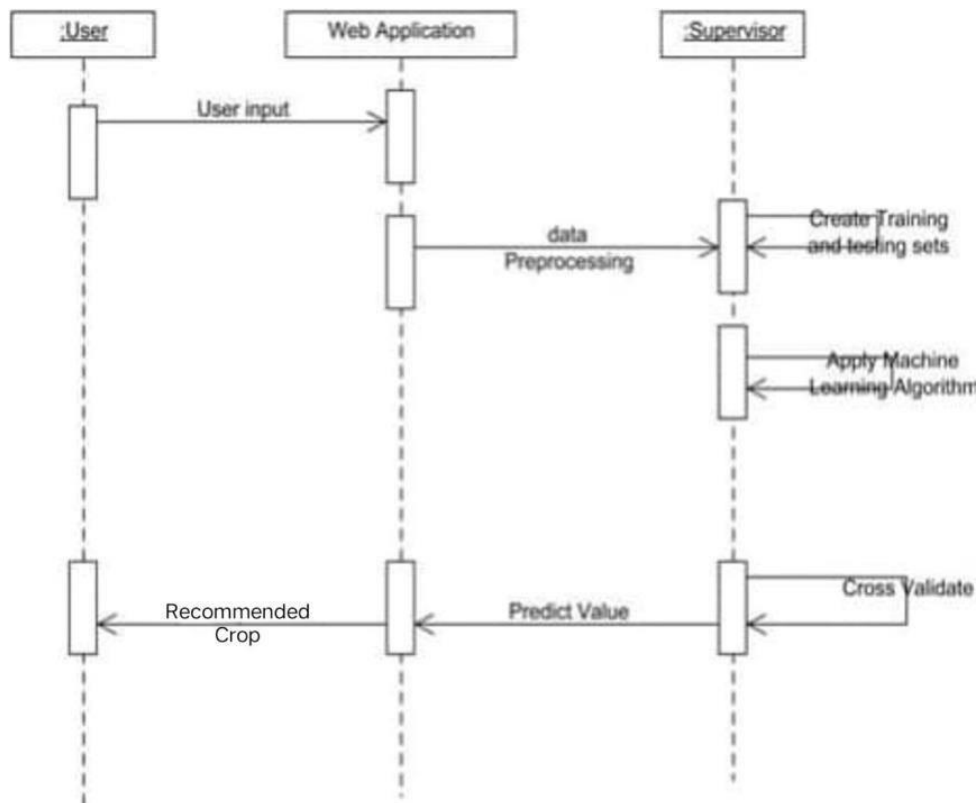 :User
Web Application
:Supervisor
User input
Create Training
and testing sets
data
Preprocessing
Apply Machine
Learning Algorithm
Cross Validate
Predict Value
Recommended
Crop